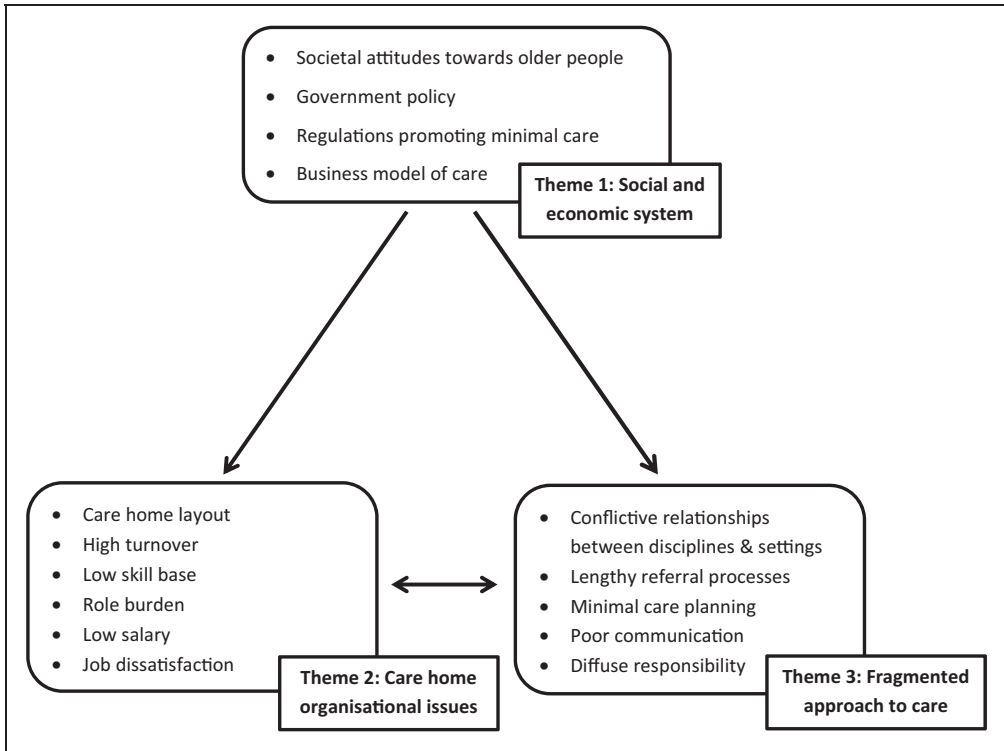 • Societal attitudes towards older people
• Government policy
• Regulations promoting minimal care
• Business model of care
Theme 1: Social and
economic system
• Care home layout
• High turnover
• Low skill base
• Role burden
• Low salary
• Job dissatisfaction
Theme 2: Care home
organisational issues
• Conflictive relationships
between disciplines & settings
• Lengthy referral processes
• Minimal care planning
• Poor communication
• Diffuse responsibility
Theme 3: Fragmented
approach to care